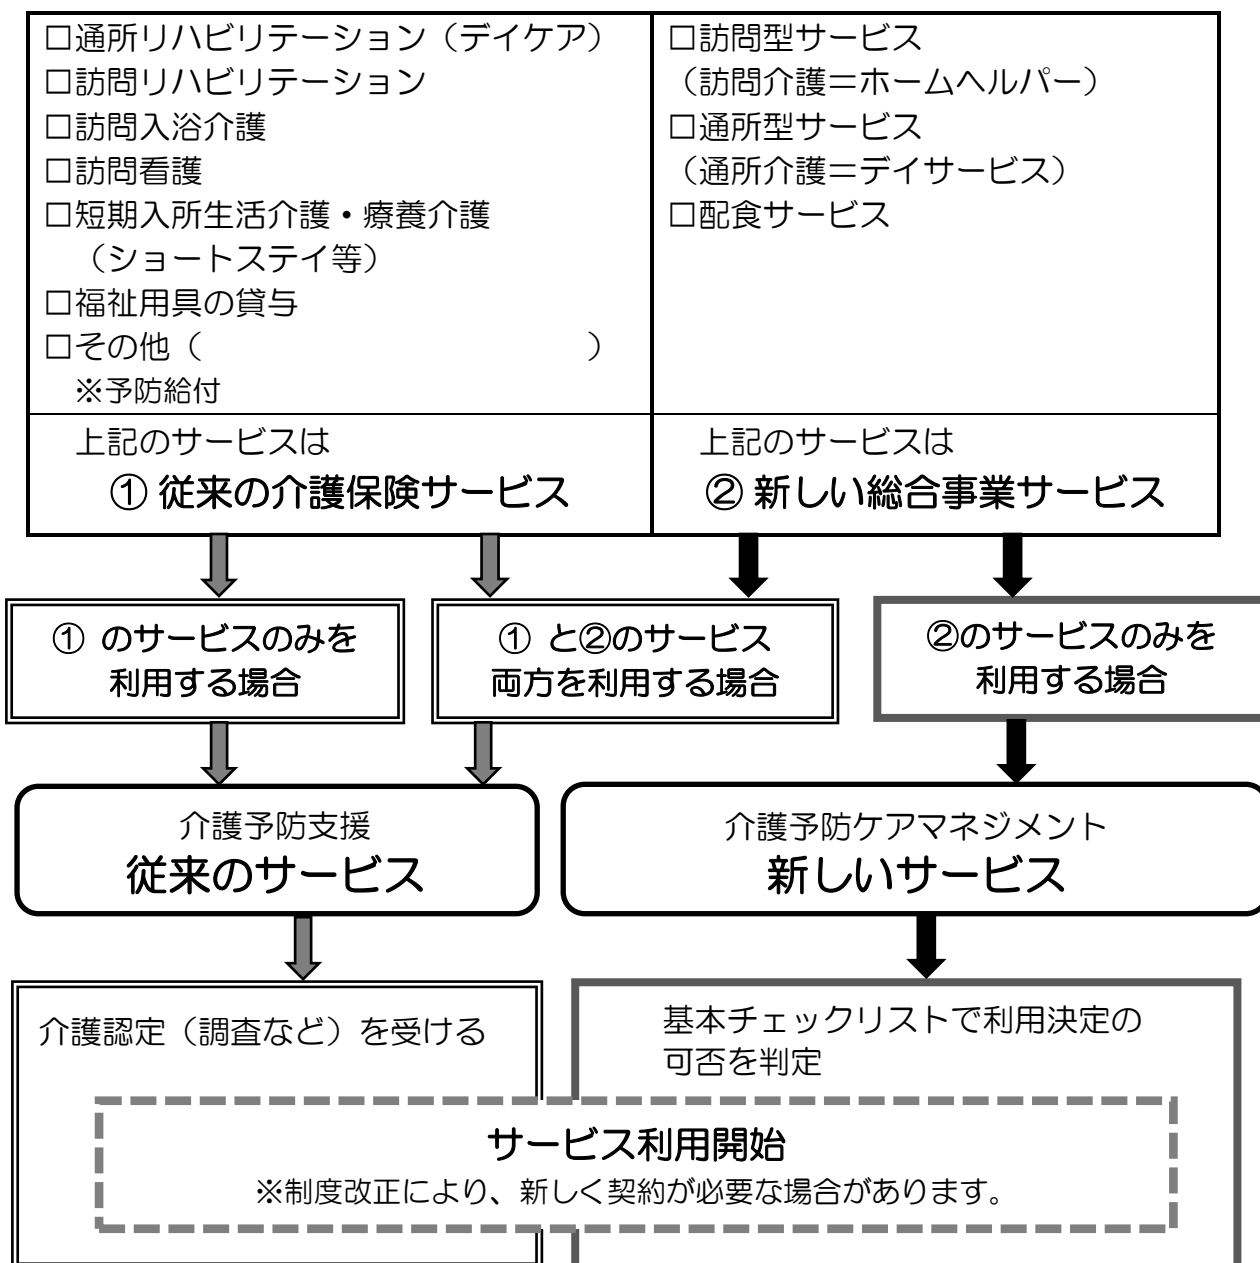 □通所リハビリテーション（デイケア）
□訪問リハビリテーション
□訪問入浴介護
□訪問看護
□短期入所生活介護・療養介護
（ショートステイ等）
□福祉用具の貸与
□その他（　　　　　　　　　　　　）
※予防給付
上記のサービスは
① 従来の介護保険サービス
□訪問型サービス
（訪問介護＝ホームヘルパー）
□通所型サービス
（通所介護＝デイサービス）
□配食サービス
上記のサービスは
② 新しい総合事業サービス
① のサービスのみを
利用する場合
① と②のサービス
両方を利用する場合
②のサービスのみを
利用する場合
介護予防支援
従来のサービス
介護予防ケアマネジメント
新しいサービス
介護認定（調査など）を受ける
基本チェックリストで利用決定の
可否を判定
サービス利用開始
※制度改正により、新しく契約が必要な場合があります。